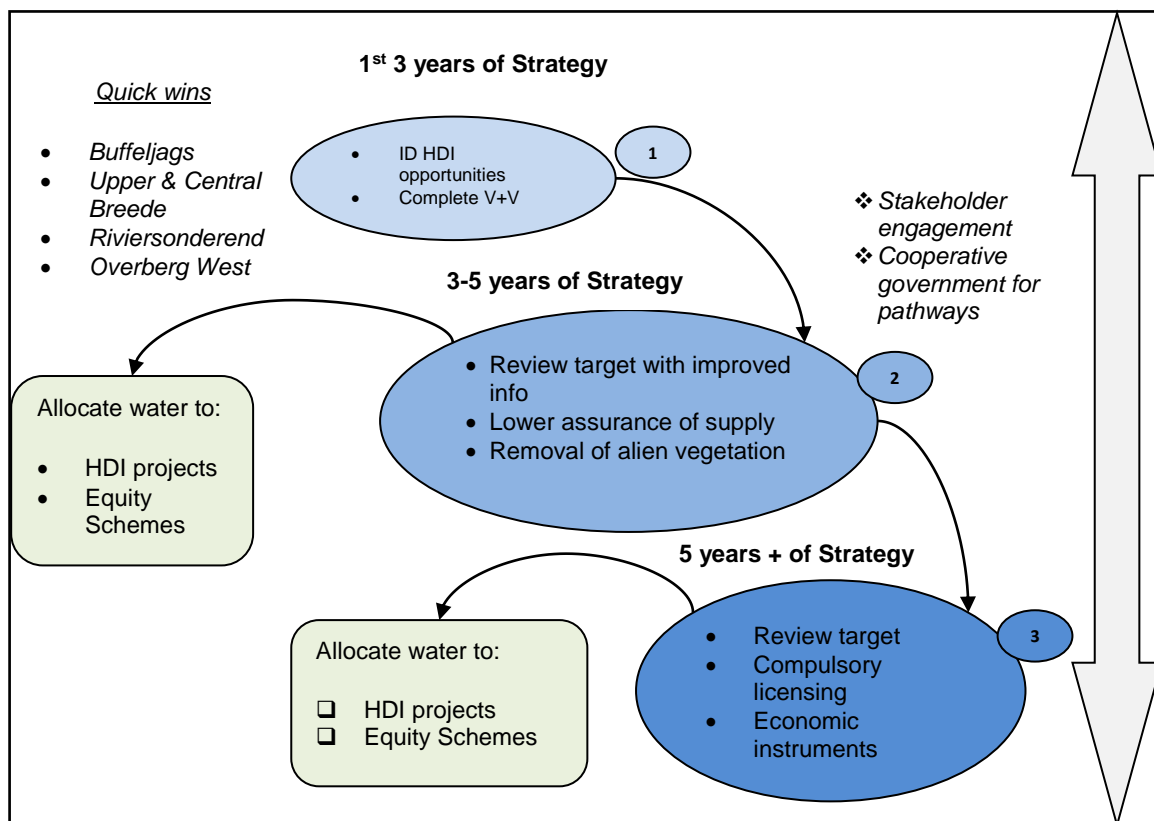 1st 3 years of Strategy
Quick wins
• Buffeljags
• Upper & Central
Breede
• Riviersonderend
• Overberg West
• ID HDI
opportunities
• Complete V+V
1
❖ Stakeholder
engagement
❖ Cooperative
government for
pathways
3-5 years of Strategy
• Review target with improved
info
• Lower assurance of supply
• Removal of alien vegetation
2
Allocate water to:
• HDI projects
• Equity
Schemes
5 years + of Strategy
• Review target
• Compulsory
licensing
• Economic
instruments
3
Allocate water to:
❑ HDI projects
❑ Equity Schemes